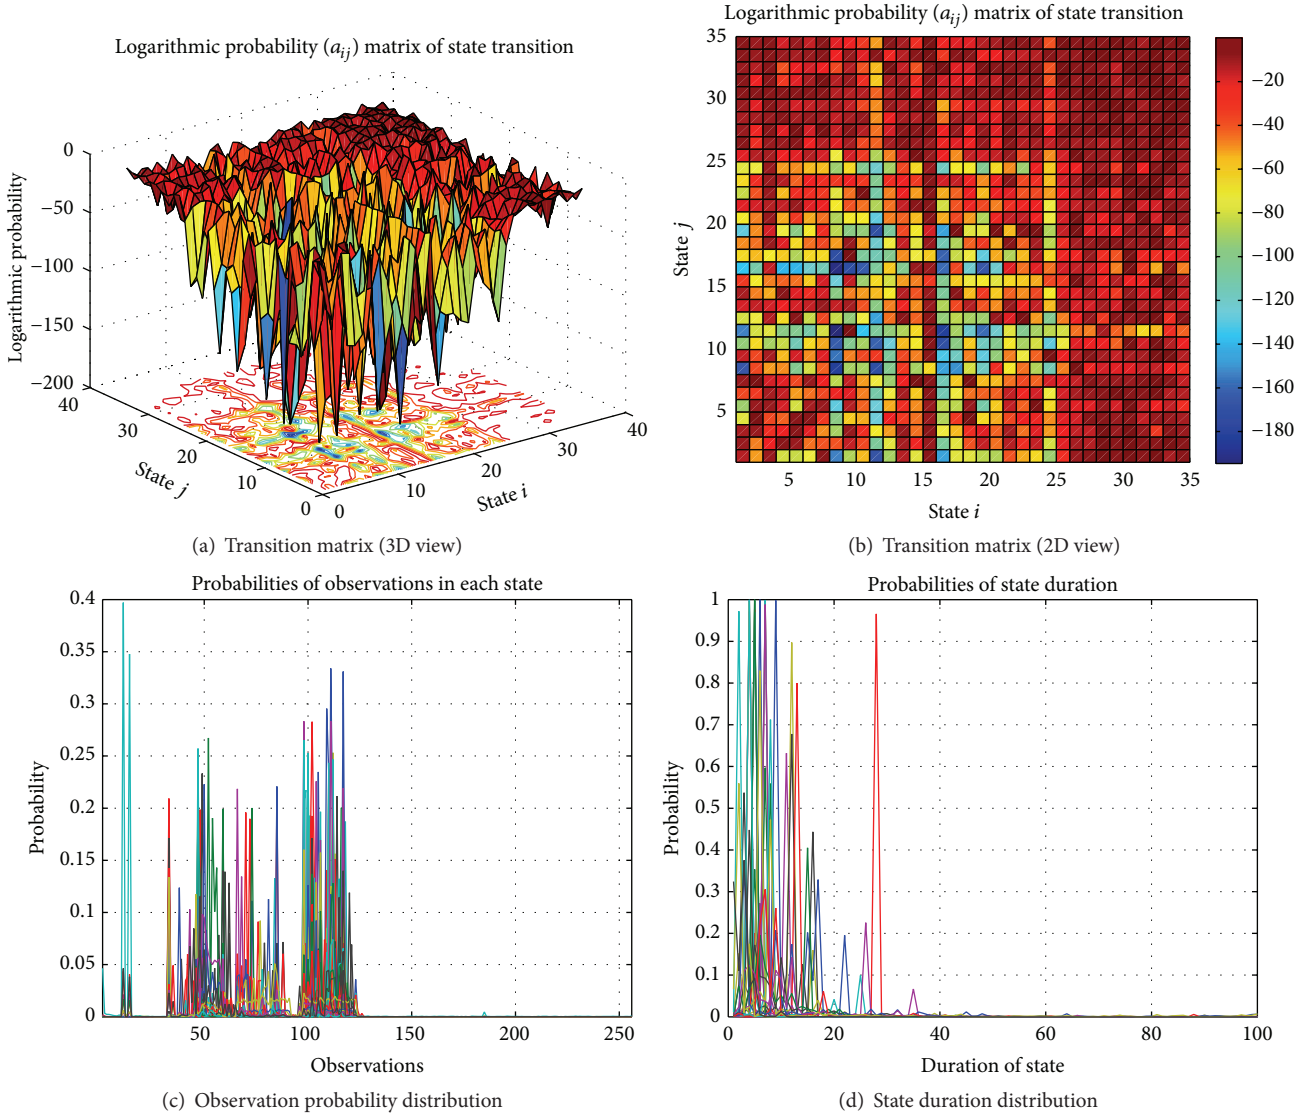 Logarithmic probability (a_ij) matrix of state transition
0
−50
−100
−150
−200
Logarithmic probability
40
30
20
10
0
State j
0
10
20
30
40
State i
(a) Transition matrix (3D view)
Logarithmic probability (a_ij) matrix of state transition
35
30
25
20
15
10
5
State j
5 10 15 20 25 30 35
State i
−20
−40
−60
−80
−100
−120
−140
−160
−180
(b) Transition matrix (2D view)
Probabilities of observations in each state
0.4
0.35
0.3
0.25
0.2
0.15
0.1
0.05
0
Probability
50 100 150 200 250
Observations
(c) Observation probability distribution
Probabilities of state duration
1
0.9
0.8
0.7
0.6
0.5
0.4
0.3
0.2
0.1
0
Probability
0 20 40 60 80 100
Duration of state
(d) State duration distribution